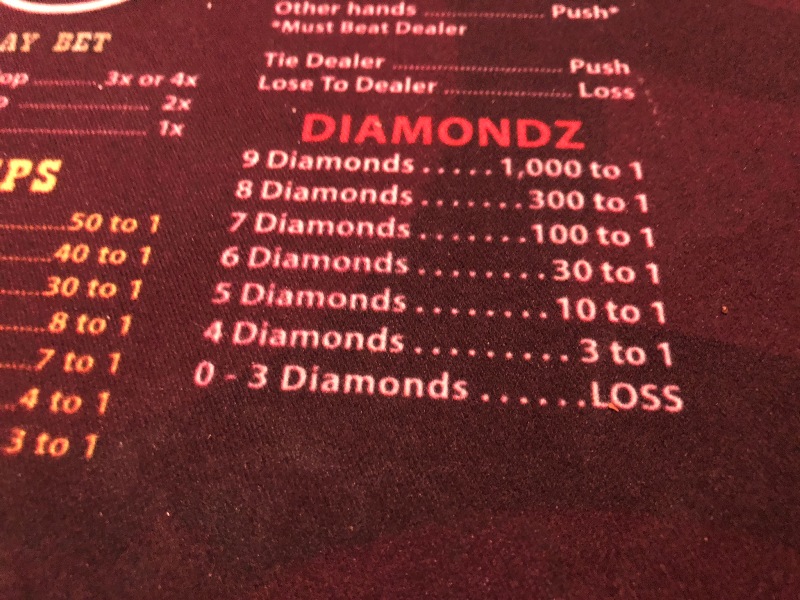 Other hands ........................ Push*
*Must Beat Dealer
Tie Dealer ........................ Push
Lose To Dealer ........................ Loss
AY BET
op ........ 3x or 4x
................ 2x
................ 1x
PS
........50 to 1
........40 to 1
........30 to 1
........8 to 1
........7 to 1
...4 to 1
3 to 1
DIAMONDZ
9 Diamonds ..... 1,000 to 1
8 Diamonds .......300 to 1
7 Diamonds .......100 to 1
6 Diamonds ........30 to 1
5 Diamonds ........10 to 1
4 Diamonds .........3 to 1
0 - 3 Diamonds ......LOSS